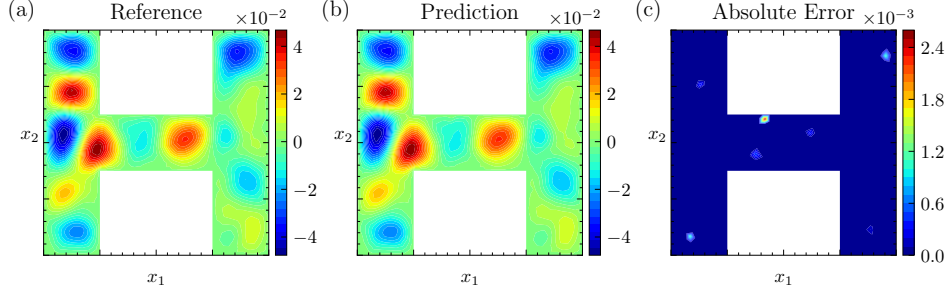 (a) Reference ×10⁻²
x₂
x₁
4
2
0
−2
−4
(b) Prediction ×10⁻²
x₂
x₁
4
2
0
−2
−4
(c) Absolute Error ×10⁻³
x₂
x₁
2.4
1.8
1.2
0.6
0.0